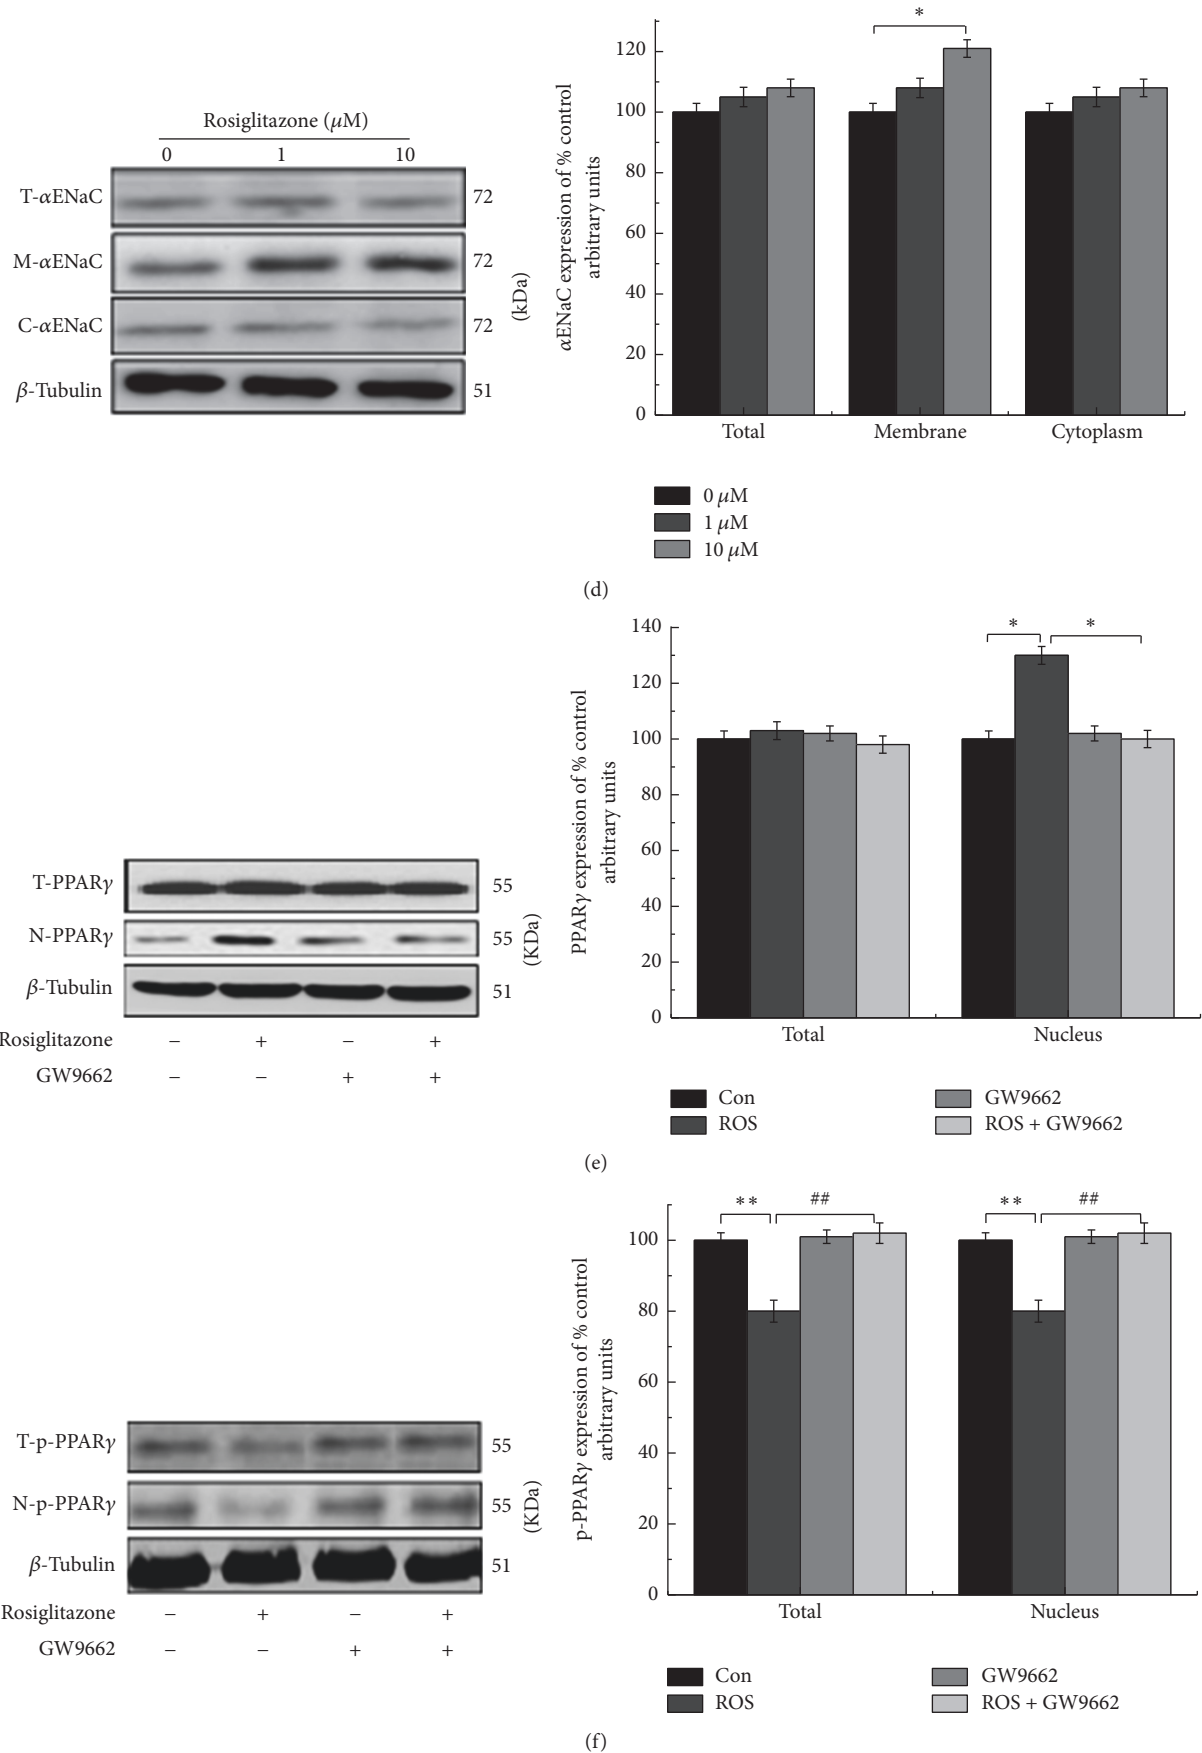 Rosiglitazone (μM)
0 1 10
T-αENaC 72
M-αENaC 72
C-αENaC 72
β-Tubulin 51
(kDa)
αENaC expression of % control
arbitrary units
120
100
80
60
40
20
0
*
Total Membrane Cytoplasm
0 μM
1 μM
10 μM
(d)
T-PPARγ 55
N-PPARγ 55
β-Tubulin 51
(KDa)
Rosiglitazone − + − +
GW9662 − − + +
PPARγ expression of % control
arbitrary units
140
120
100
80
60
40
20
0
* *
Total Nucleus
Con GW9662
ROS ROS + GW9662
(e)
T-p-PPARγ 55
N-p-PPARγ 55
β-Tubulin 51
(KDa)
Rosiglitazone − + − +
GW9662 − − + +
p-PPARγ expression of % control
arbitrary units
100
80
60
40
20
0
** ## ** ##
Total Nucleus
Con GW9662
ROS ROS + GW9662
(f)